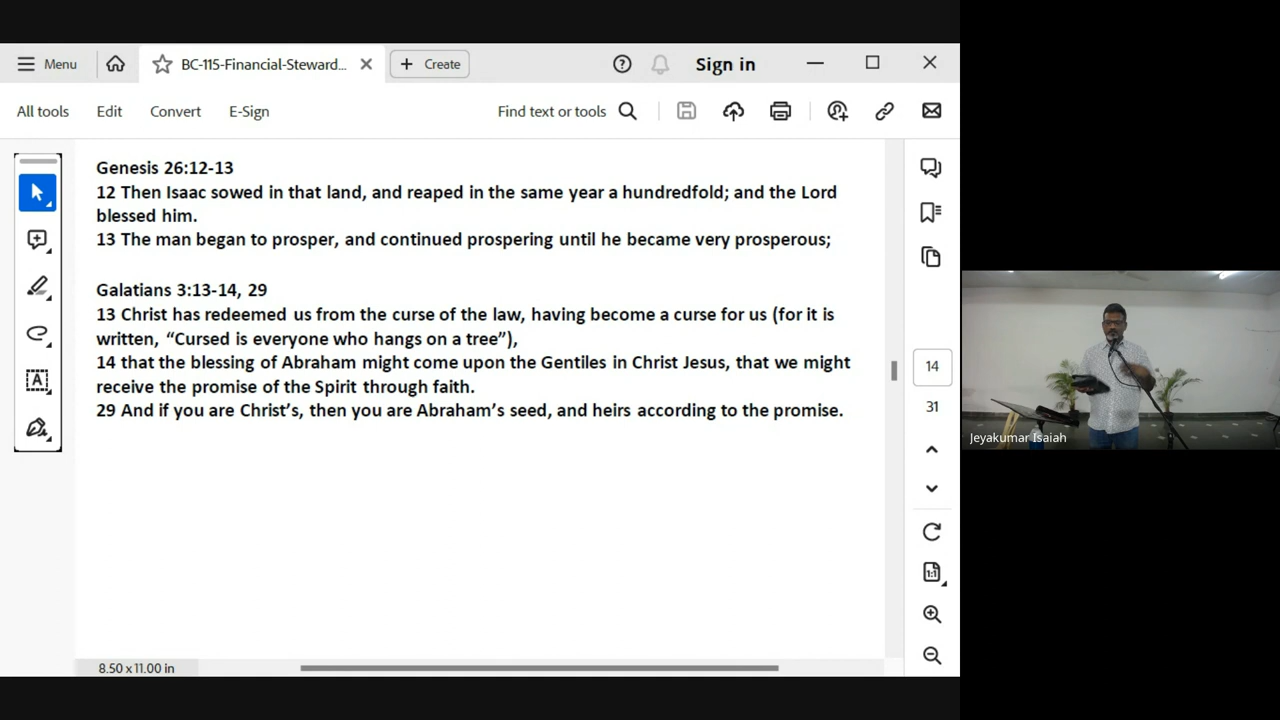 Menu
BC-115-Financial-Steward...
Create
Sign in
All tools
Edit
Convert
E-Sign
Find text or tools
Genesis 26:12-13
12 Then Isaac sowed in that land, and reaped in the same year a hundredfold; and the Lord
blessed him.
13 The man began to prosper, and continued prospering until he became very prosperous;
Galatians 3:13-14, 29
13 Christ has redeemed us from the curse of the law, having become a curse for us (for it is
written, “Cursed is everyone who hangs on a tree”),
14 that the blessing of Abraham might come upon the Gentiles in Christ Jesus, that we might
receive the promise of the Spirit through faith.
29 And if you are Christ’s, then you are Abraham’s seed, and heirs according to the promise.
14
31
1:1
8.50 x 11.00 in
Jeyakumar Isaiah